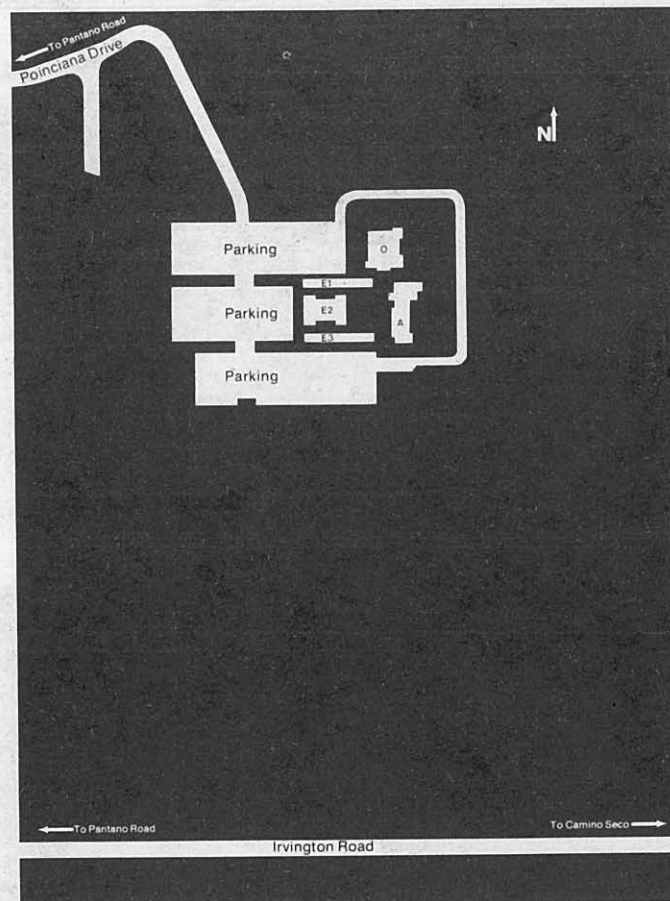 To Pantano Road
Poinciana Drive
N
Parking
O
E1
Parking
E2
A
E3
Parking
To Pantano Road
To Camino Seco
Irvington Road